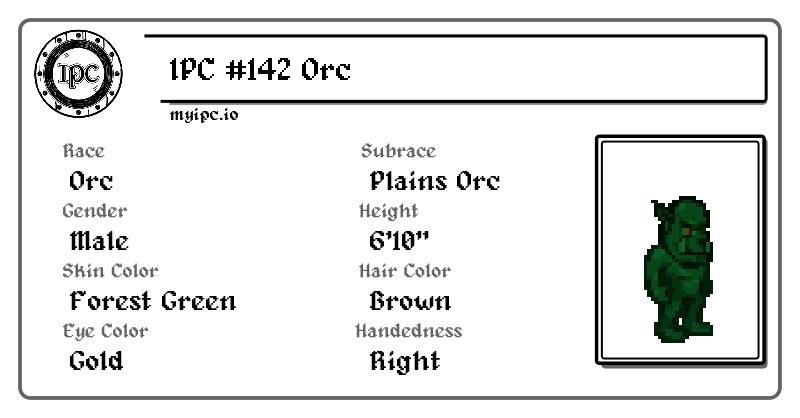 IPC
IPC #142 Orc
myipc.io
Race
Subrace
Orc
Plains Orc
Gender
Height
Male
6'10"
Skin Color
Hair Color
Forest Green
Brown
Eye Color
Handedness
Gold
Right